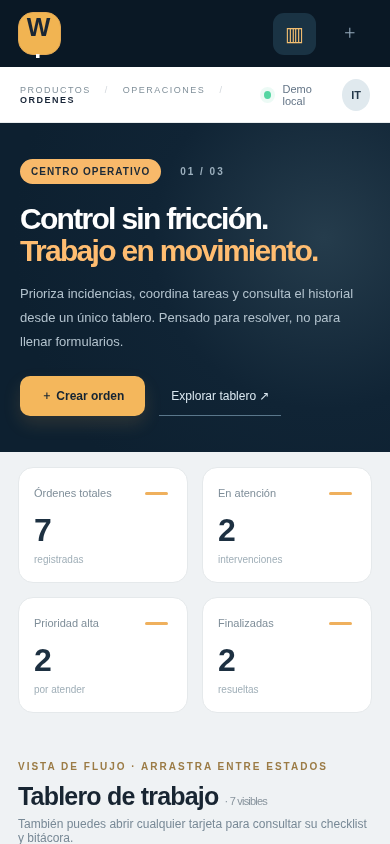 W
+
PRODUCTOS / OPERACIONES /
ORDENES
Demo
local
IT
CENTRO OPERATIVO 01 / 03
Control sin fricción.
Trabajo en movimiento.
Prioriza incidencias, coordina tareas y consulta el historial
desde un único tablero. Pensado para resolver, no para
llenar formularios.
+ Crear orden
Explorar tablero ↗
Órdenes totales
7
registradas
En atención
2
intervenciones
Prioridad alta
2
por atender
Finalizadas
2
resueltas
VISTA DE FLUJO · ARRASTRA ENTRE ESTADOS
Tablero de trabajo · 7 visibles
También puedes abrir cualquier tarjeta para consultar su checklist
y bitácora.